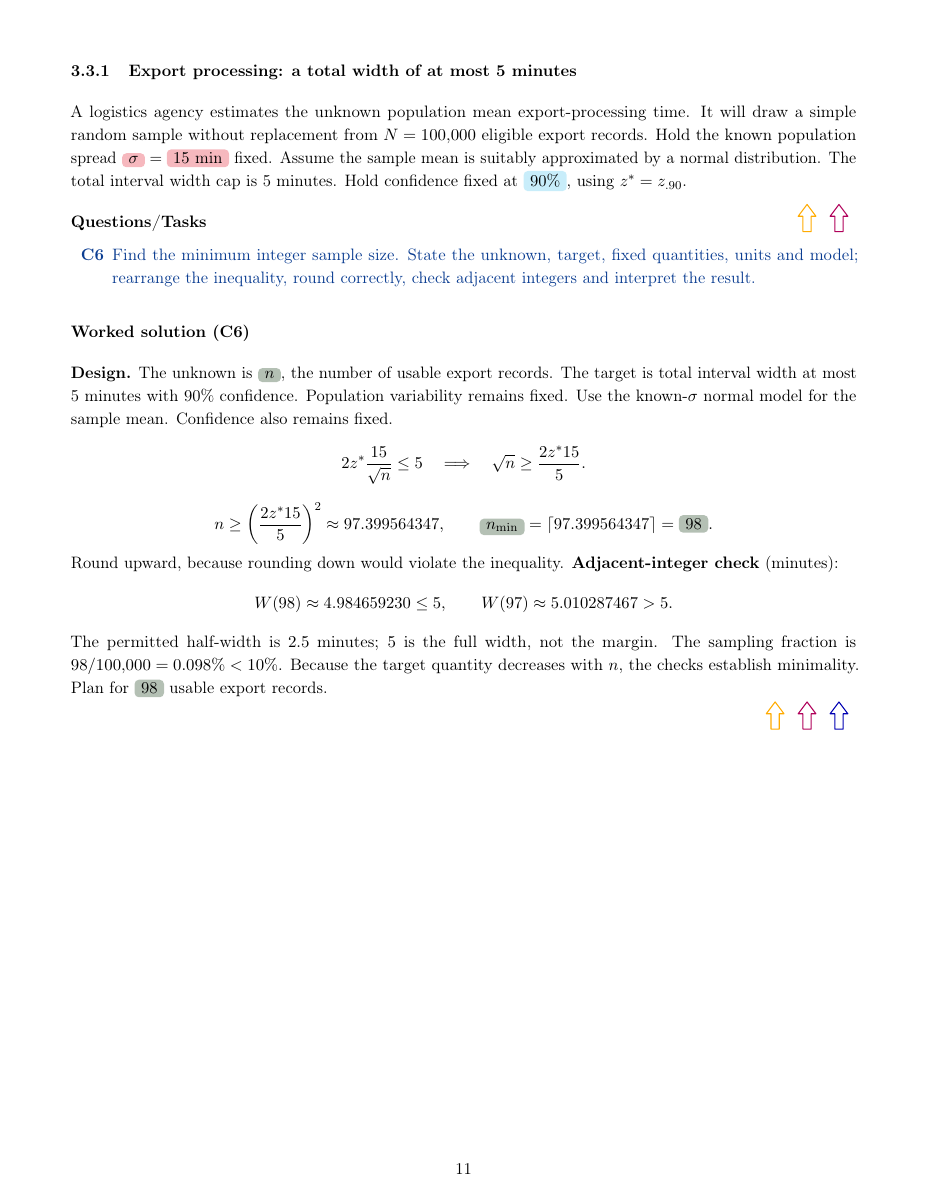 3.3.1 Export processing: a total width of at most 5 minutes
A logistics agency estimates the unknown population mean export-processing time. It will draw a simple
random sample without replacement from N = 100,000 eligible export records. Hold the known population
spread σ = 15 min fixed. Assume the sample mean is suitably approximated by a normal distribution. The
total interval width cap is 5 minutes. Hold confidence fixed at 90%, using z* = z.90.
Questions/Tasks
C6 Find the minimum integer sample size. State the unknown, target, fixed quantities, units and model;
rearrange the inequality, round correctly, check adjacent integers and interpret the result.
Worked solution (C6)
Design. The unknown is n, the number of usable export records. The target is total interval width at most
5 minutes with 90% confidence. Population variability remains fixed. Use the known-σ normal model for the
sample mean. Confidence also remains fixed.
2z* 15/√n ≤ 5 ⟹ √n ≥ 2z*15/5.
n ≥ (2z*15/5)² ≈ 97.399564347, n_min = ⌈97.399564347⌉ = 98.
Round upward, because rounding down would violate the inequality. Adjacent-integer check (minutes):
W(98) ≈ 4.984659230 ≤ 5, W(97) ≈ 5.010287467 > 5.
The permitted half-width is 2.5 minutes; 5 is the full width, not the margin. The sampling fraction is
98/100,000 = 0.098% < 10%. Because the target quantity decreases with n, the checks establish minimality.
Plan for 98 usable export records.
11